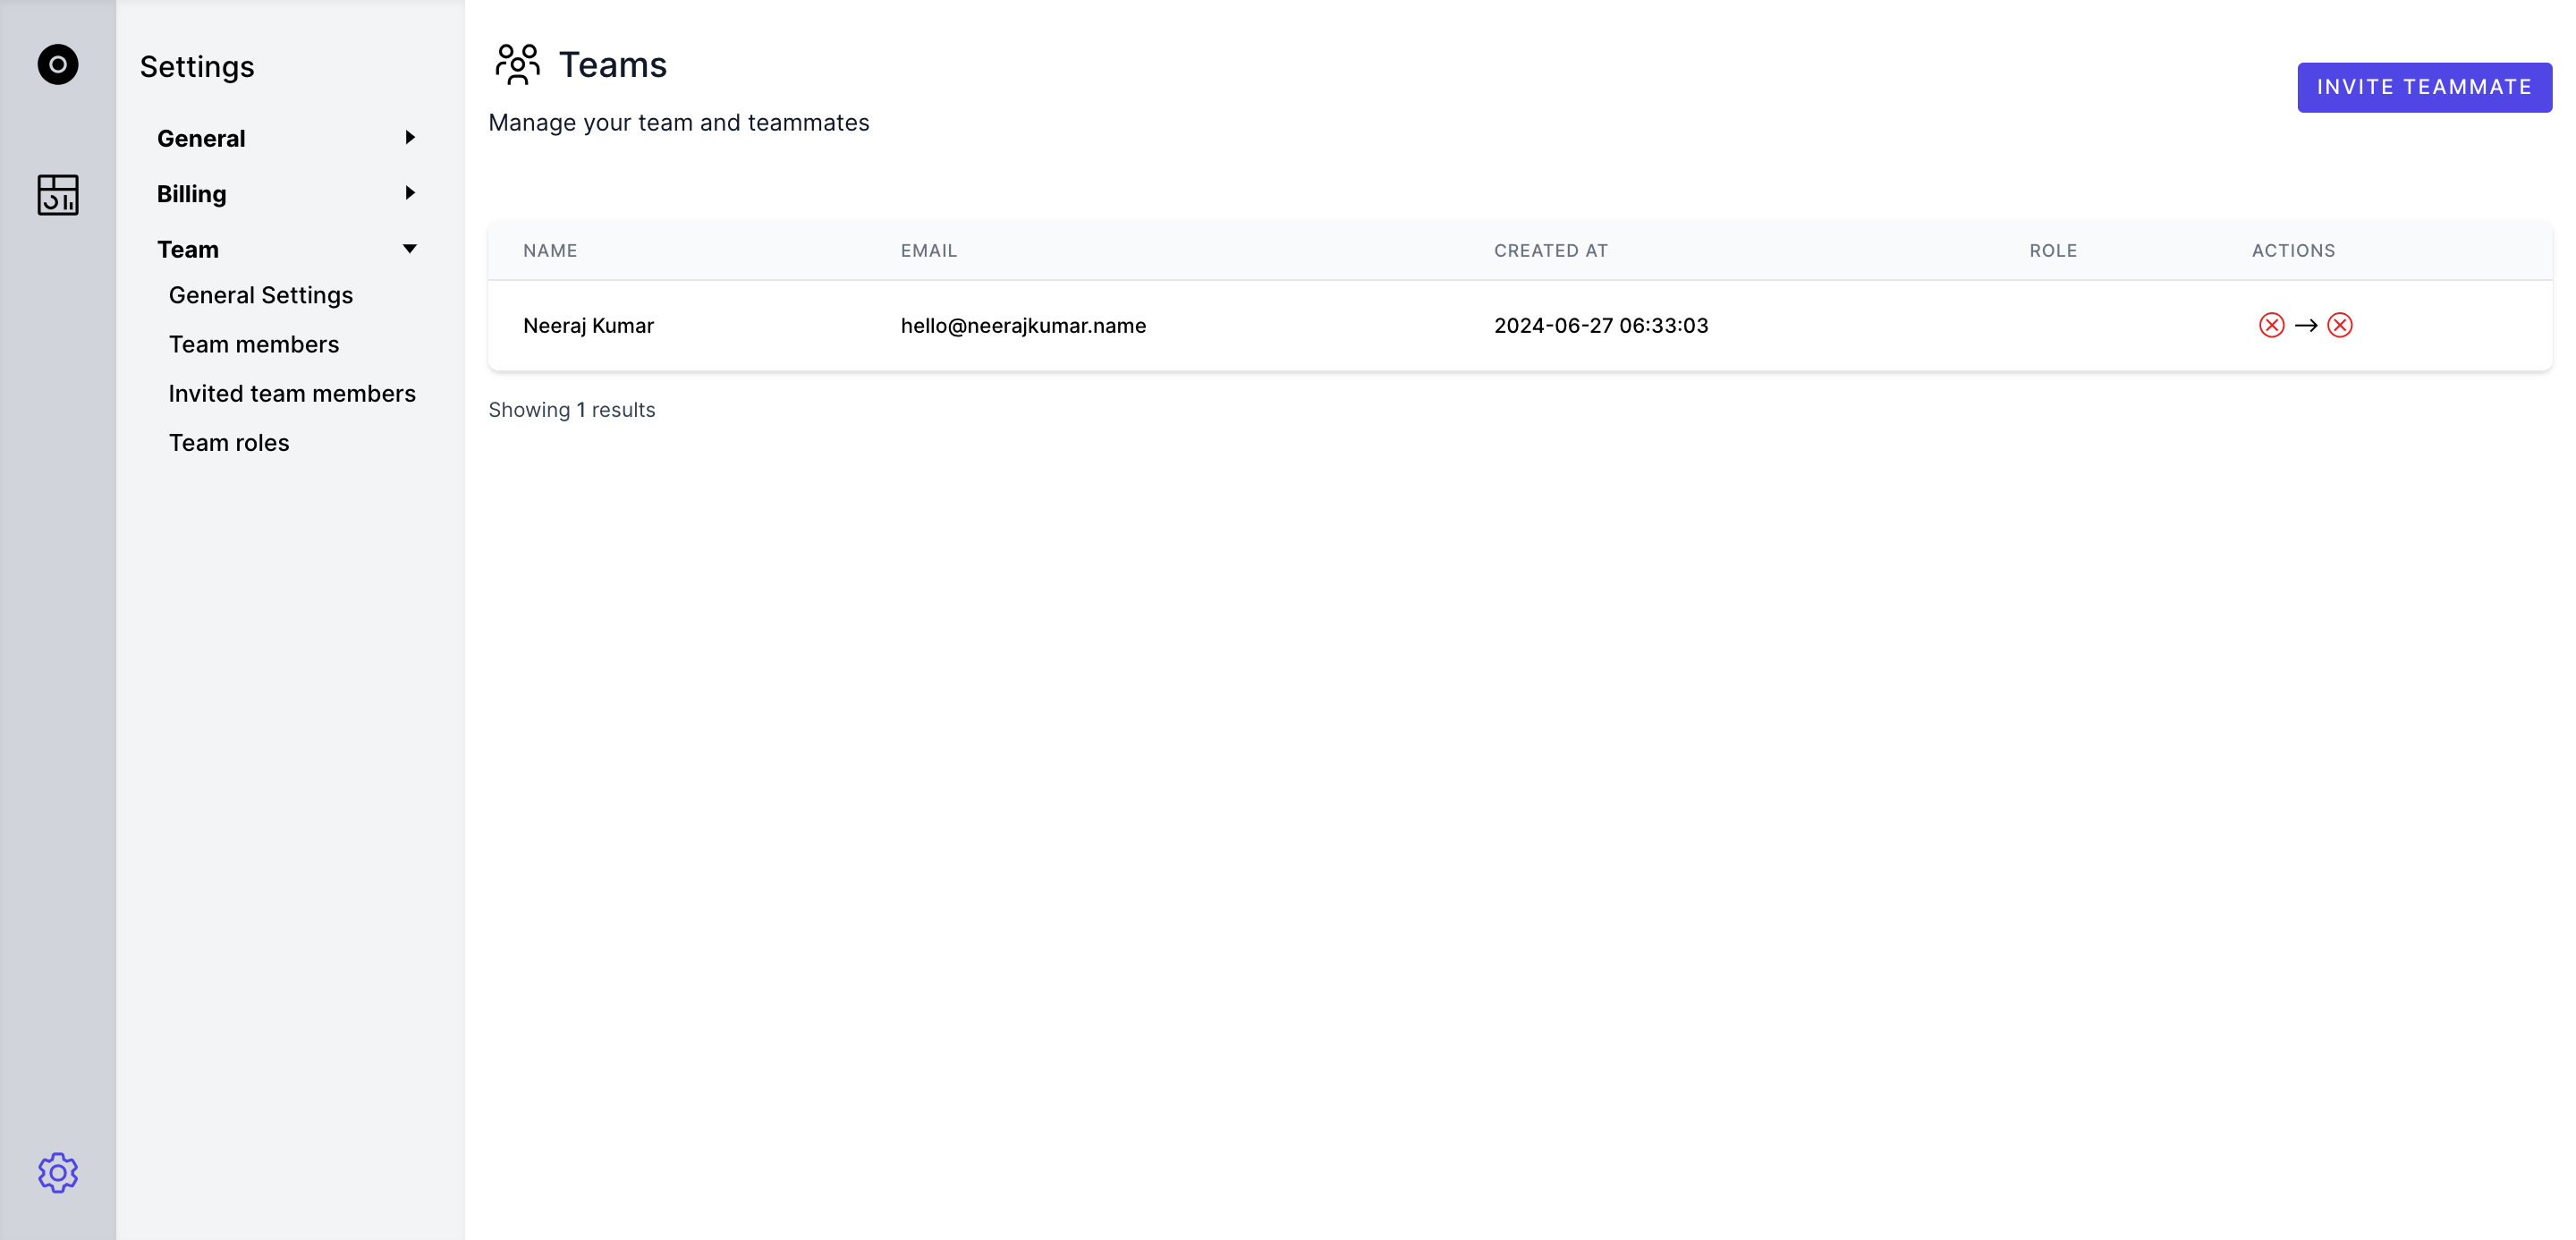 Settings
General
Billing
Team
General Settings
Team members
Invited team members
Team roles
Teams
Manage your team and teammates
INVITE TEAMMATE
NAME EMAIL CREATED AT ROLE ACTIONS
Neeraj Kumar hello@neerajkumar.name 2024-06-27 06:33:03
Showing 1 results